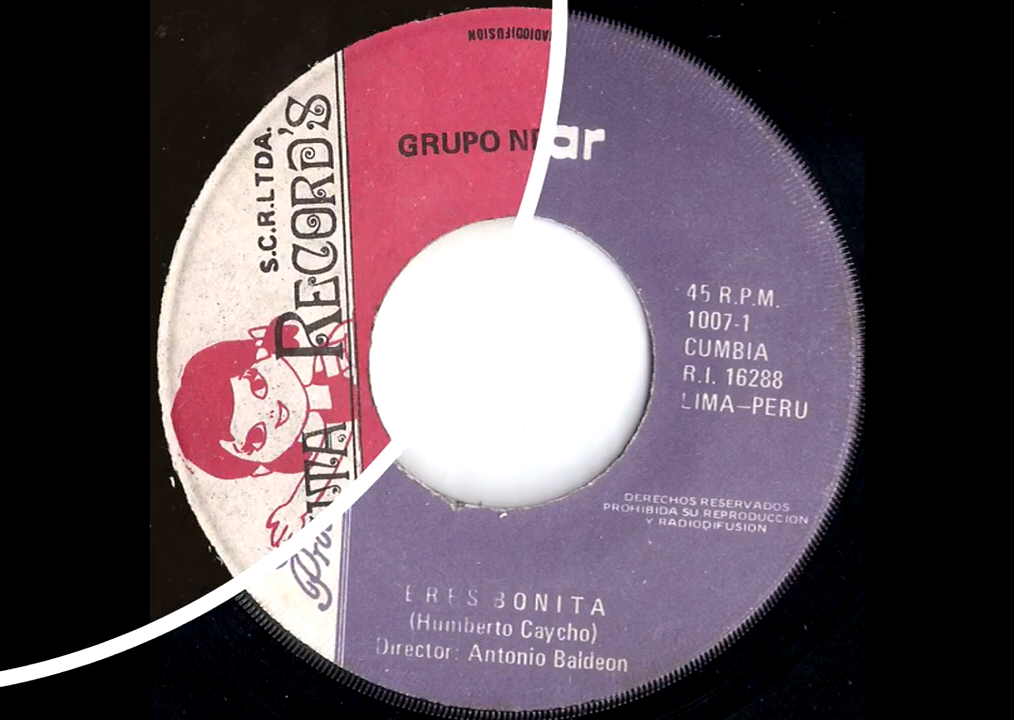 RADIODIFUSION
GRUPO
ar
S.C.R.LTDA.
RECORD'S
45 R.P.M.
1007-1
CUMBIA
R.I. 16288
LIMA-PERU
DERECHOS RESERVADOS
PROHIBIDA SU REPRODUCCION
Y RADIODIFUSION
ERES BONITA
(Humberto Caycho)
Director: Antonio Baldeon